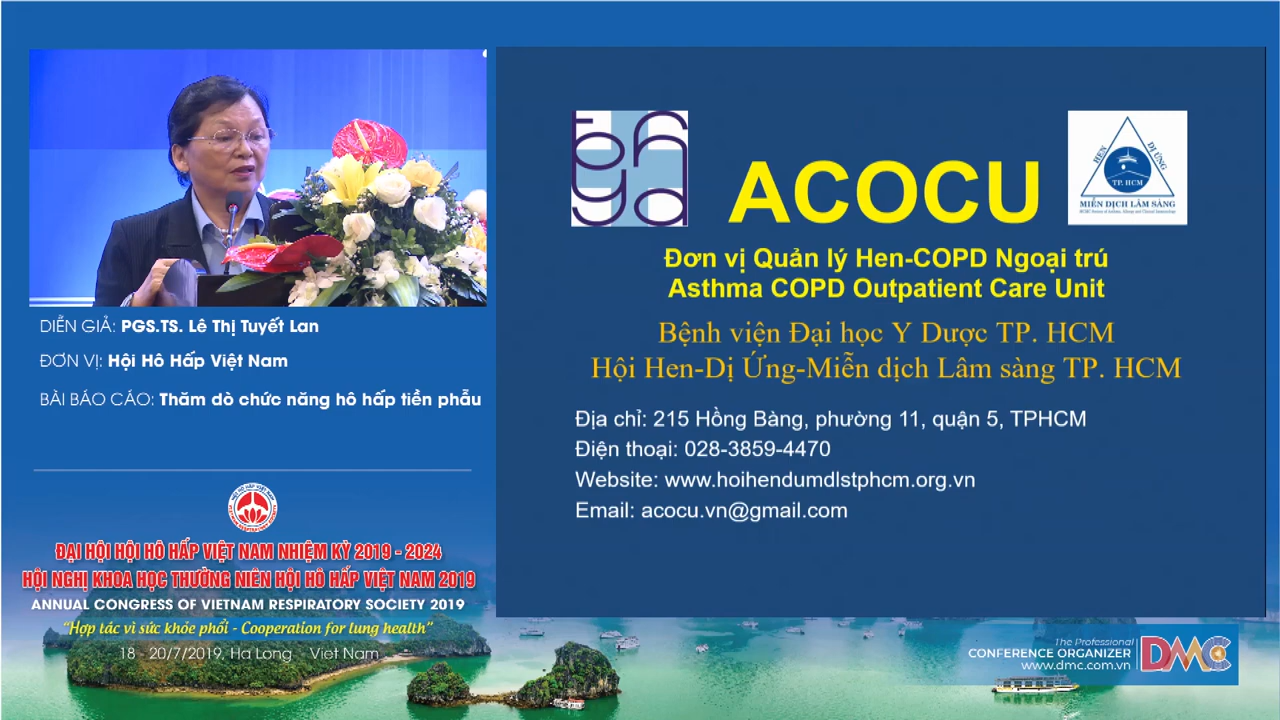 DIỄN GIẢ: PGS.TS. Lê Thị Tuyết Lan
ĐƠN VỊ: Hội Hô Hấp Việt Nam
BÀI BÁO CÁO: Thăm dò chức năng hô hấp tiền phẫu
ĐẠI HỘI HỘI HÔ HẤP VIỆT NAM NHIỆM KỲ 2019 - 2024
HỘI NGHỊ KHOA HỌC THƯỜNG NIÊN HỘI HÔ HẤP VIỆT NAM 2019
ANNUAL CONGRESS OF VIETNAM RESPIRATORY SOCIETY 2019
“Hợp tác vì sức khỏe phổi - Cooperation for lung health”
18 - 20/7/2019, Ha Long Viet Nam
ACOCU
HEN
DỊ ỨNG
TP. HCM
MIỄN DỊCH LÂM SÀNG
Đơn vị Quản lý Hen-COPD Ngoại trú
Asthma COPD Outpatient Care Unit
Bệnh viện Đại học Y Dược TP. HCM
Hội Hen-Dị Ứng-Miễn dịch Lâm sàng TP. HCM
Địa chỉ: 215 Hồng Bàng, phường 11, quận 5, TPHCM
Điện thoại: 028-3859-4470
Website: www.hoihendumdlstphcm.org.vn
Email: acocu.vn@gmail.com
The Professional
CONFERENCE ORGANIZER
www.dmc.com.vn
DMC